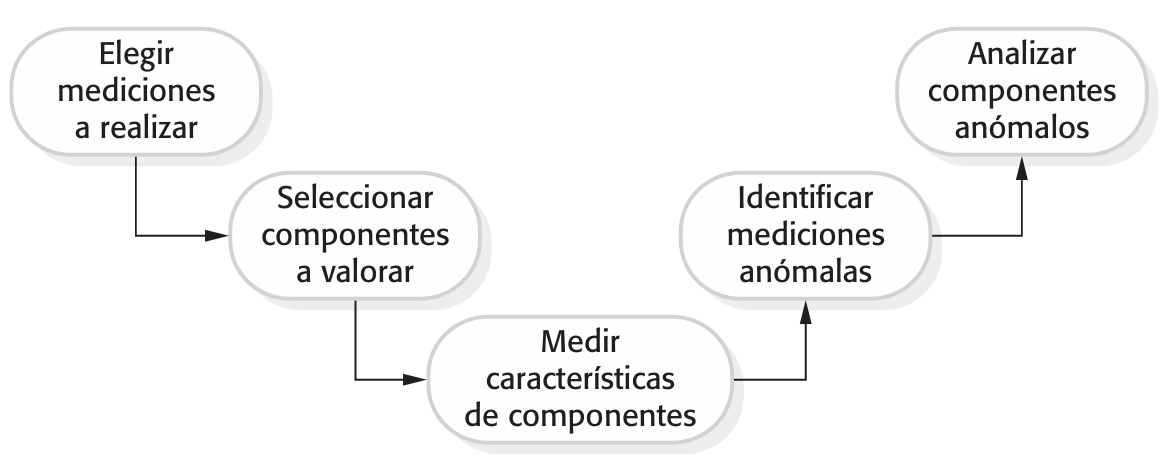 Elegir
mediciones
a realizar
Seleccionar
componentes
a valorar
Medir
características
de componentes
Identificar
mediciones
anómalas
Analizar
componentes
anómalos